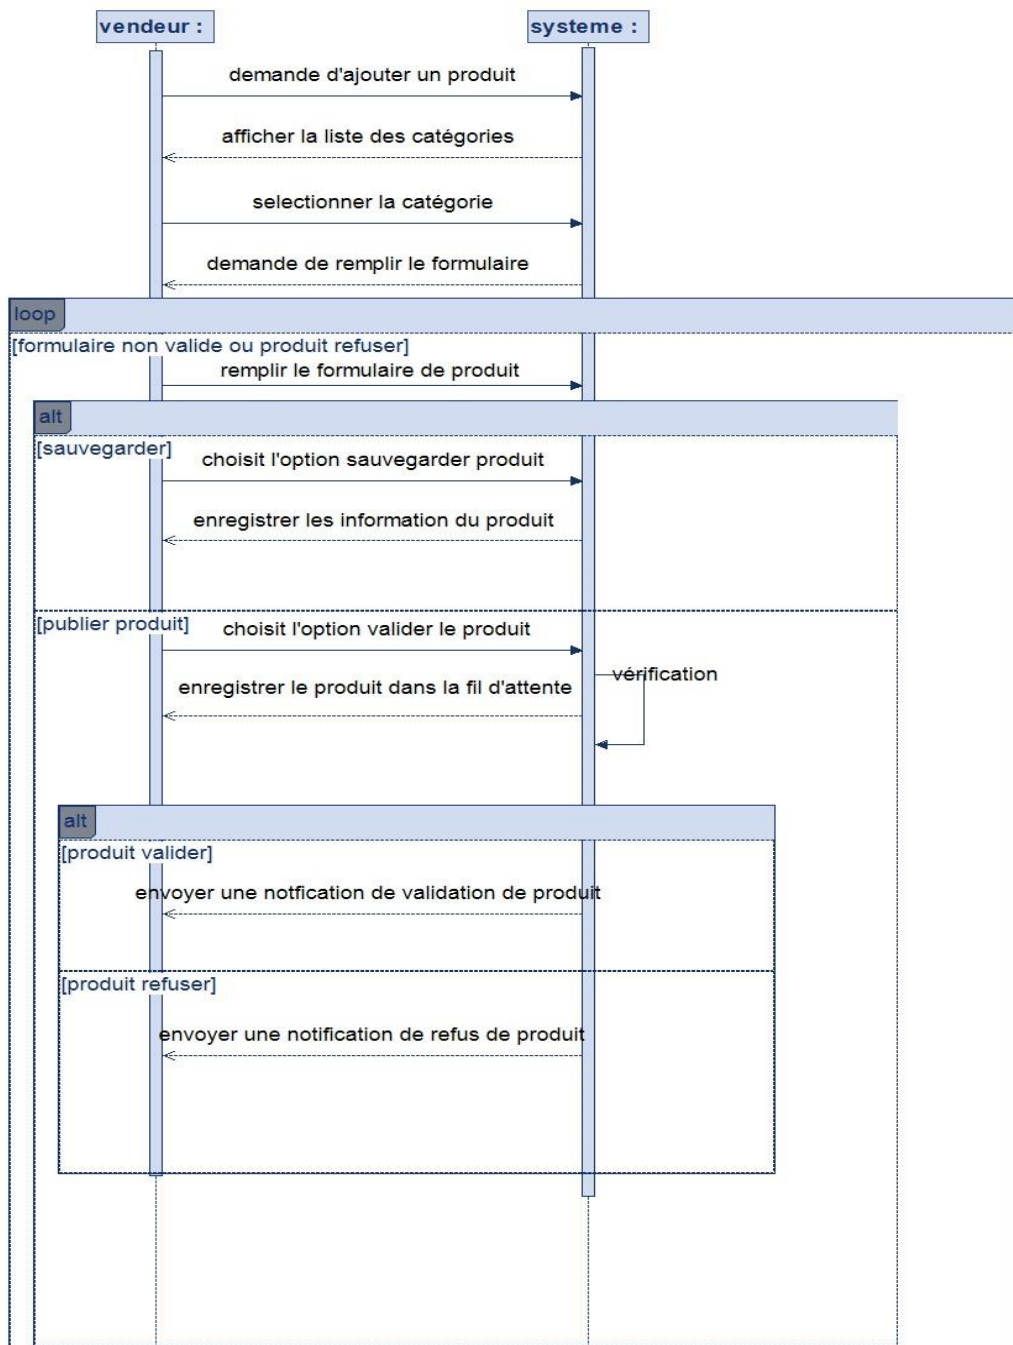 vendeur :
systeme :
demande d'ajouter un produit
afficher la liste des catégories
selectionner la catégorie
demande de remplir le formulaire
loop
[formulaire non valide ou produit refuser]
remplir le formulaire de produit
alt
[sauvegarder]
choisit l'option sauvegarder produit
enregistrer les information du produit
[publier produit]
choisit l'option valider le produit
vérification
enregistrer le produit dans la fil d'attente
alt
[produit valider]
envoyer une notfication de validation de produit
[produit refuser]
envoyer une notification de refus de produit